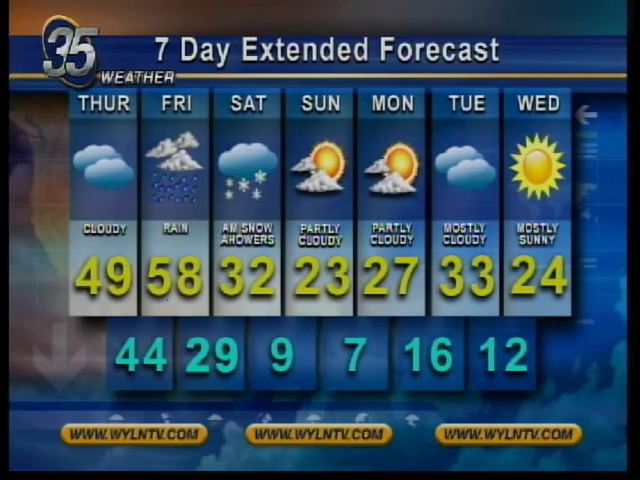 35
WEATHER
7 Day Extended Forecast
THUR FRI SAT SUN MON TUE WED
CLOUDY RAIN AM SNOW AHOWERS PARTLY CLOUDY PARTLY CLOUDY MOSTLY CLOUDY MOSTLY SUNNY
49 58 32 23 27 33 24
44 29 9 7 16 12
WWW.WYLNTV.COM WWW.WYLNTV.COM WWW.WYLNTV.COM